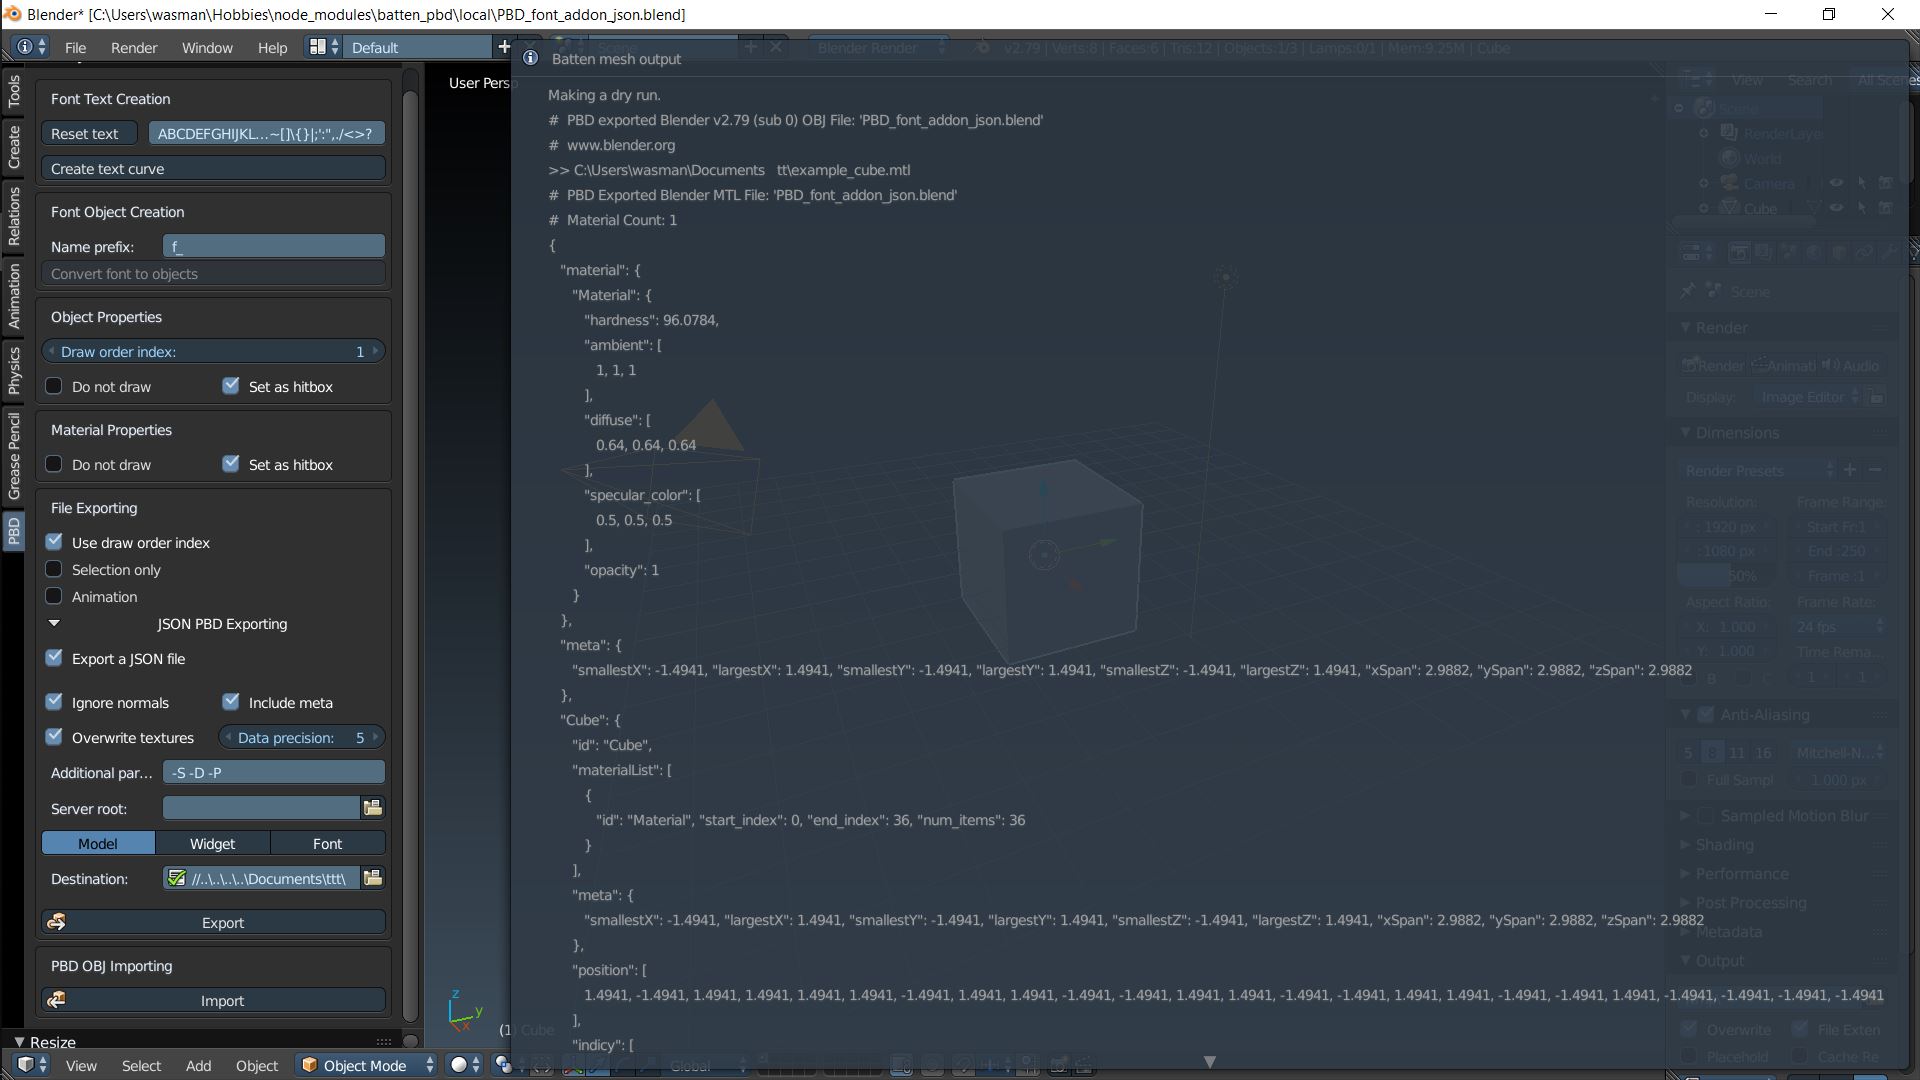 Blender* [C:\Users\wasman\Hobbies\node_modules\batten_pbd\local\PBD_font_addon_json.blend]
File Render Window Help Default Scene Blender Render v2.79 | Verts:8 | Faces:6 | Tris:12 | Objects:1/3 | Lamps:0/1 | Mem:9.25M | Cube
Tools
Create
Relations
Animation
Physics
Grease Pencil
PBD
Font Text Creation
Reset text ABCDEFGHIJKL...~[]\{}|;':",./<>?
Create text curve
Font Object Creation
Name prefix: f_
Convert font to objects
Object Properties
Draw order index: 1
Do not draw Set as hitbox
Material Properties
Do not draw Set as hitbox
File Exporting
Use draw order index
Selection only
Animation
JSON PBD Exporting
Export a JSON file
Ignore normals Include meta
Overwrite textures Data precision: 5
Additional par... -S -D -P
Server root:
Model Widget Font
Destination: //..\..\..\..\Documents\ttt\
Export
PBD OBJ Importing
Import
Resize
User Persp
Batten mesh output
Making a dry run.
# PBD exported Blender v2.79 (sub 0) OBJ File: 'PBD_font_addon_json.blend'
# www.blender.org
>> C:\Users\wasman\Documents tt\example_cube.mtl
# PBD Exported Blender MTL File: 'PBD_font_addon_json.blend'
# Material Count: 1
{
"material": {
"Material": {
"hardness": 96.0784,
"ambient": [
1, 1, 1
],
"diffuse": [
0.64, 0.64, 0.64
],
"specular_color": [
0.5, 0.5, 0.5
],
"opacity": 1
}
},
"meta": {
"smallestX": -1.4941, "largestX": 1.4941, "smallestY": -1.4941, "largestY": 1.4941, "smallestZ": -1.4941, "largestZ": 1.4941, "xSpan": 2.9882, "ySpan": 2.9882, "zSpan": 2.9882
},
"Cube": {
"id": "Cube",
"materialList": [
{
"id": "Material", "start_index": 0, "end_index": 36, "num_items": 36
}
],
"meta": {
"smallestX": -1.4941, "largestX": 1.4941, "smallestY": -1.4941, "largestY": 1.4941, "smallestZ": -1.4941, "largestZ": 1.4941, "xSpan": 2.9882, "ySpan": 2.9882, "zSpan": 2.9882
},
"position": [
1.4941, -1.4941, 1.4941, 1.4941, 1.4941, 1.4941, -1.4941, 1.4941, 1.4941, -1.4941, -1.4941, 1.4941, 1.4941, -1.4941, -1.4941, 1.4941, 1.4941, -1.4941, -1.4941, 1.4941, -1.4941, -1.4941, -1.4941, -1.4941
],
"indicy": [
z
y
x
(1) Cube
View Search All Scenes
Scene
RenderLaye
World
Camera
Cube
Scene
Render
Render Animati Audio
Display: Image Editor
Dimensions
Render Presets
Resolution: Frame Range:
: 1920 px Start Fr:1
:1080 px End :250
50% Frame :1
Aspect Ratio: Frame Rate:
X: 1.000 24 fps
Y: 1.000 Time Rema...
B C 1 1
Anti-Aliasing
5 8 11 16 Mitchell-N...
Full Sampl 1.000 px
Sampled Motion Blur
Shading
Performance
Post Processing
Metadata
Output
Overwrite File Exten
Placehold Cache Re
View Select Add Object Object Mode Global